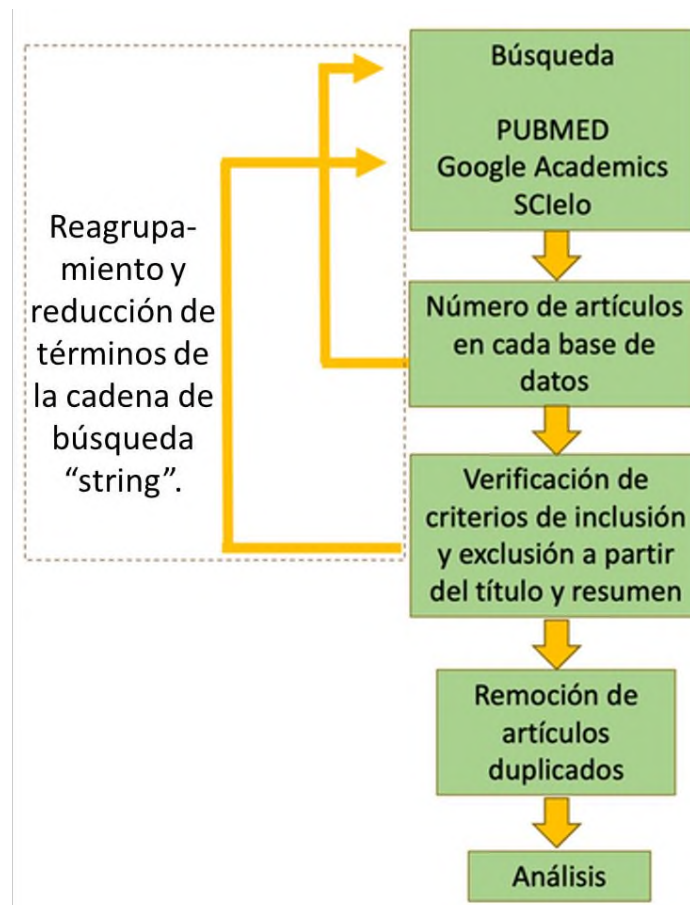 Búsqueda
PUBMED
Google Academics
SCIelo
Reagrupa-
miento y
reducción de
términos de
la cadena de
búsqueda
“string”.
Número de artículos
en cada base de
datos
Verificación de
criterios de inclusión
y exclusión a partir
del título y resumen
Remoción de
artículos
duplicados
Análisis